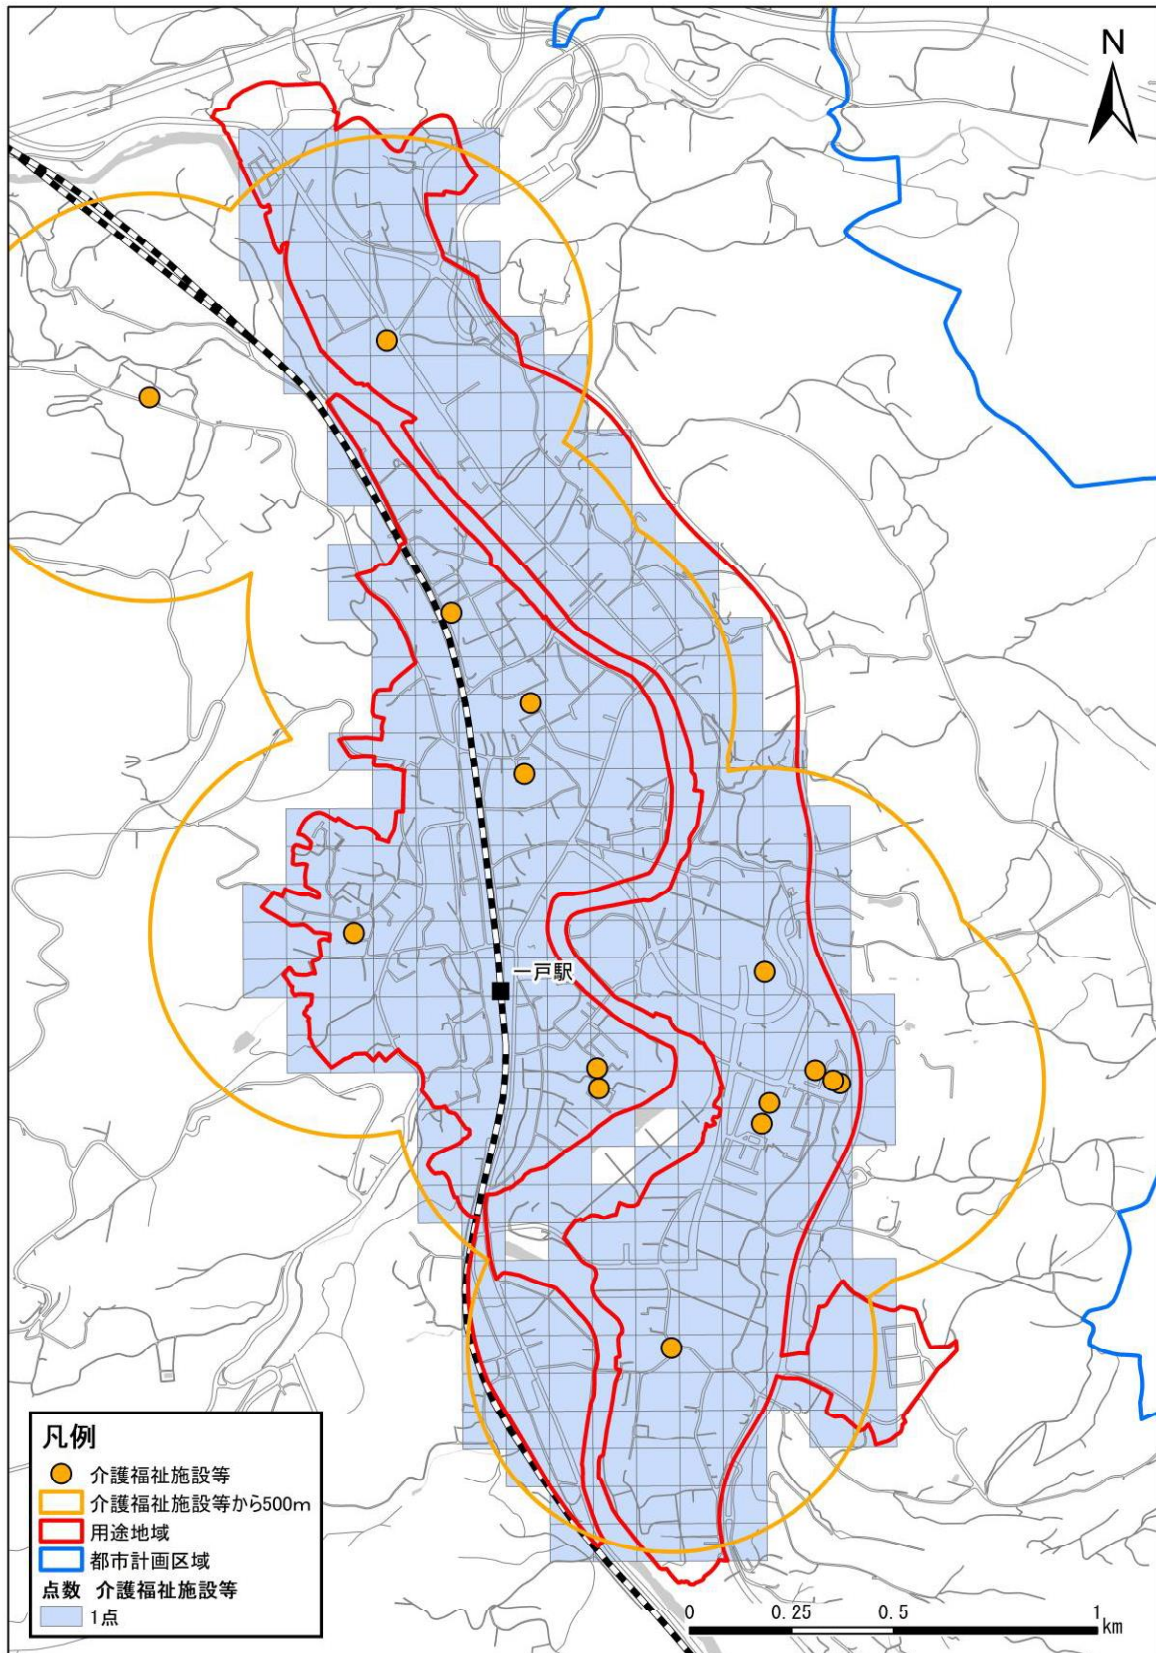 N
一戸駅
凡例
介護福祉施設等
介護福祉施設等から500m
用途地域
都市計画区域
点数 介護福祉施設等
1点
0 0.25 0.5 1
km